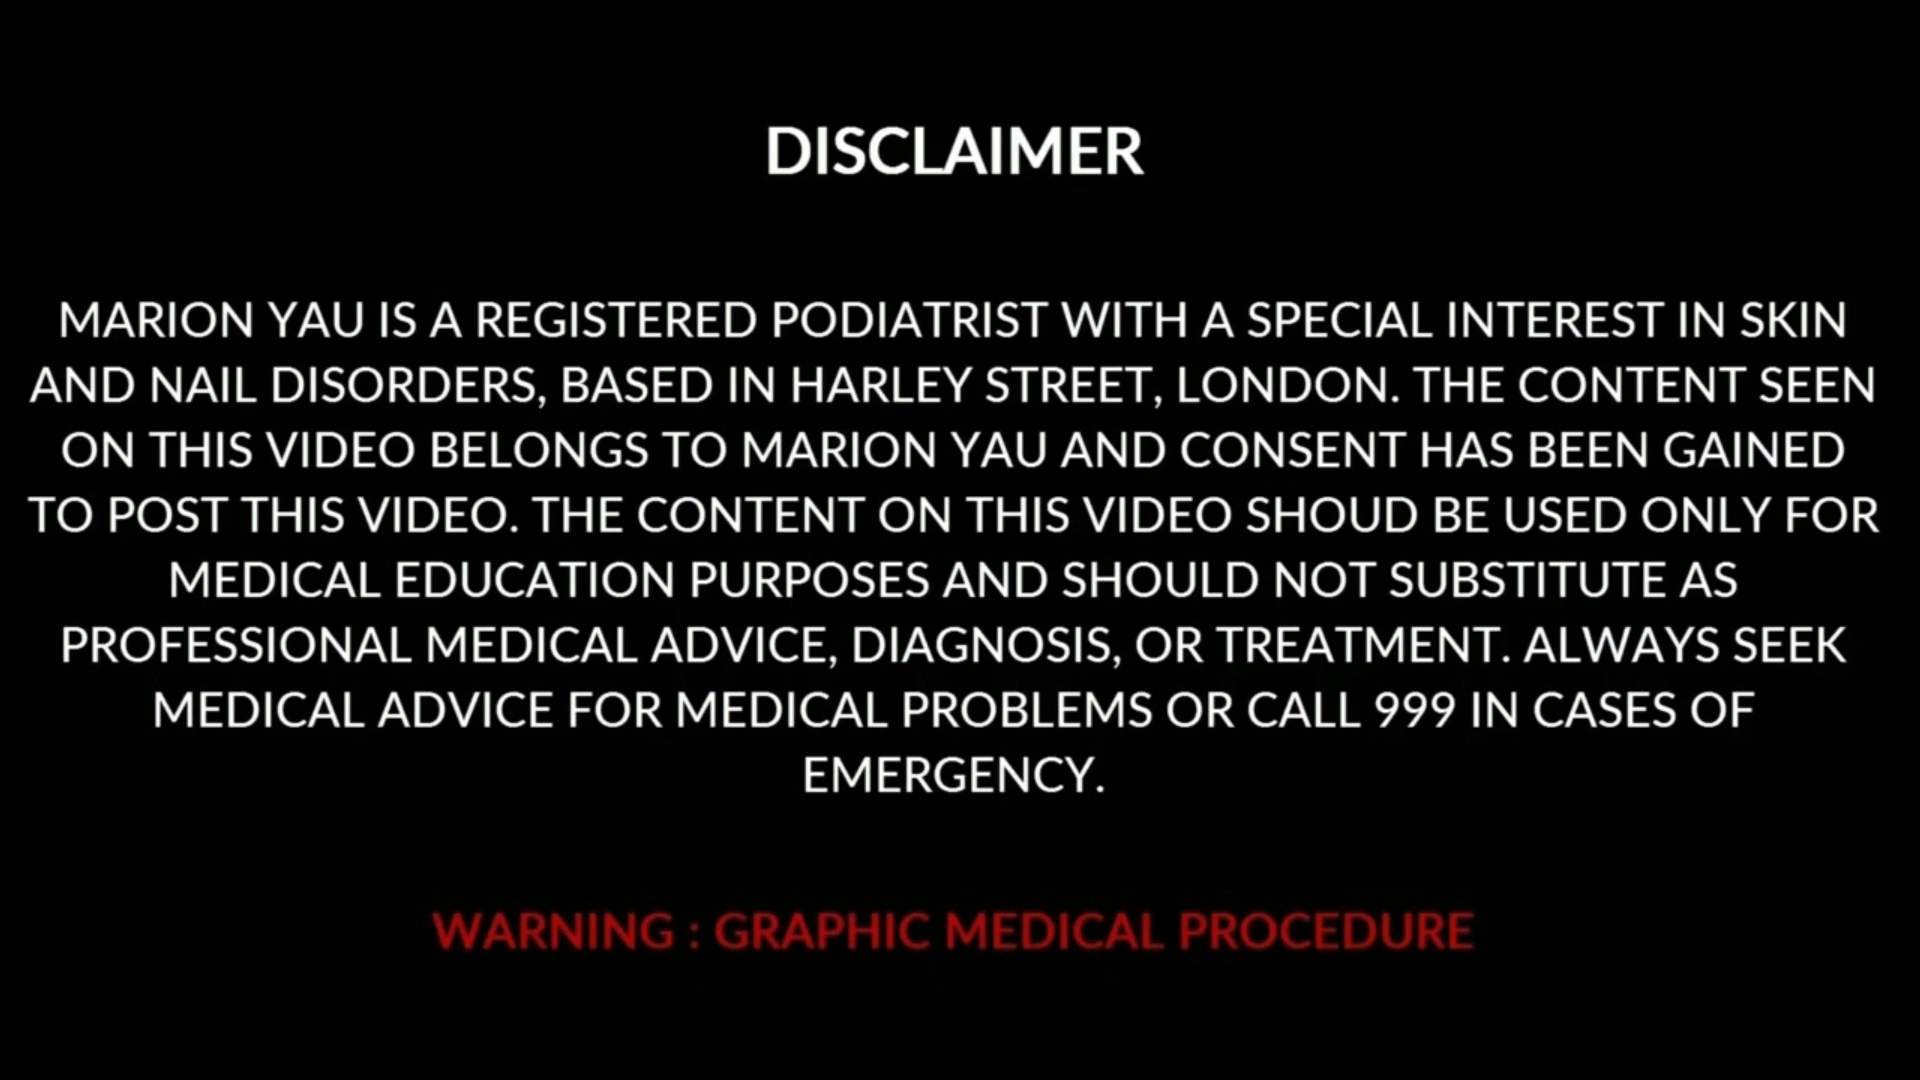 DISCLAIMER
MARION YAU IS A REGISTERED PODIATRIST WITH A SPECIAL INTEREST IN SKIN
AND NAIL DISORDERS, BASED IN HARLEY STREET, LONDON. THE CONTENT SEEN
ON THIS VIDEO BELONGS TO MARION YAU AND CONSENT HAS BEEN GAINED
TO POST THIS VIDEO. THE CONTENT ON THIS VIDEO SHOUD BE USED ONLY FOR
MEDICAL EDUCATION PURPOSES AND SHOULD NOT SUBSTITUTE AS
PROFESSIONAL MEDICAL ADVICE, DIAGNOSIS, OR TREATMENT. ALWAYS SEEK
MEDICAL ADVICE FOR MEDICAL PROBLEMS OR CALL 999 IN CASES OF
EMERGENCY.
WARNING : GRAPHIC MEDICAL PROCEDURE